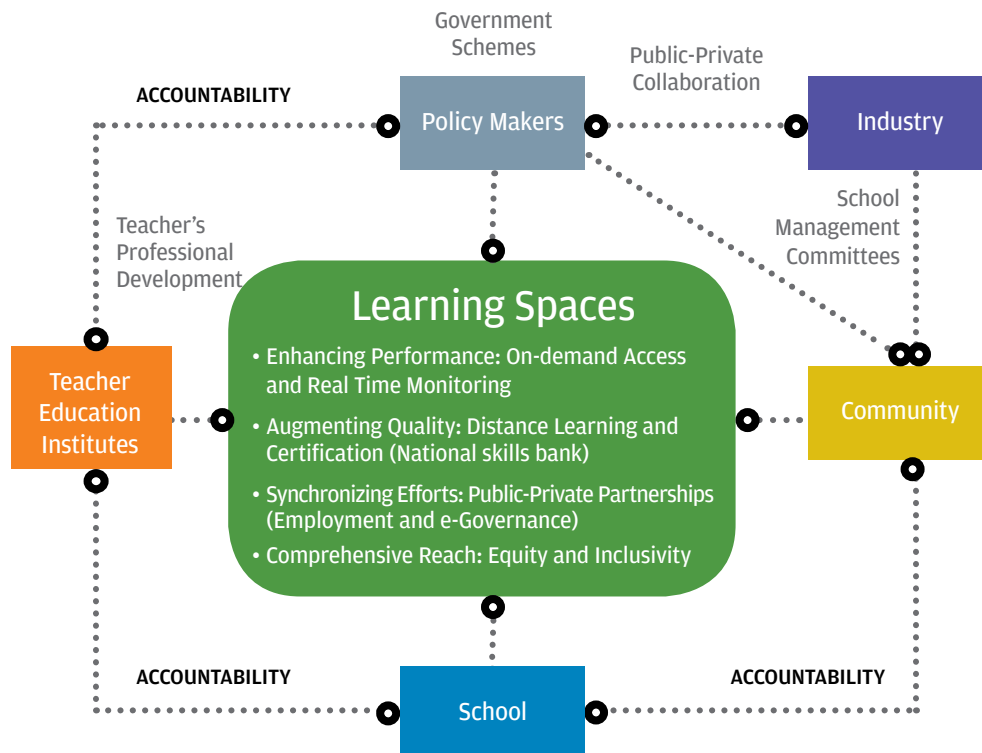 Government
Schemes
Public-Private
Collaboration
ACCOUNTABILITY
Policy Makers
Industry
Teacher’s
Professional
Development
School
Management
Committees
Learning Spaces
• Enhancing Performance: On-demand Access
and Real Time Monitoring
• Augmenting Quality: Distance Learning and
Certification (National skills bank)
• Synchronizing Efforts: Public-Private Partnerships
(Employment and e-Governance)
• Comprehensive Reach: Equity and Inclusivity
Teacher
Education
Institutes
Community
ACCOUNTABILITY
ACCOUNTABILITY
School